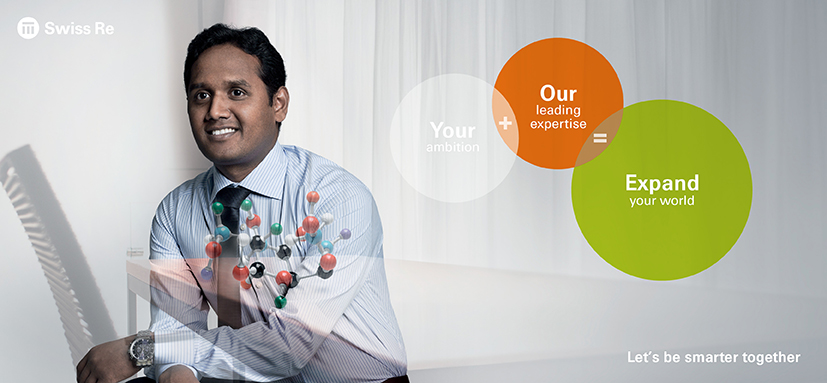 Swiss Re
Your
ambition
+
Our
leading
expertise
=
Expand
your world
Let's be smarter together